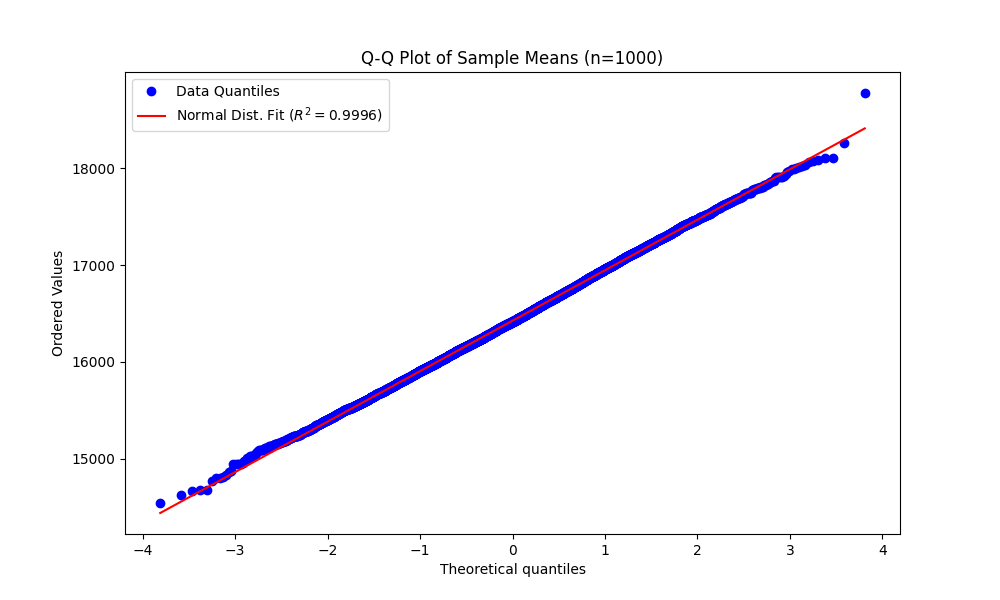 Q-Q Plot of Sample Means (n=1000)
Data Quantiles
Normal Dist. Fit ($R^2 = 0.9996$)
Ordered Values
18000
17000
16000
15000
−4
−3
−2
−1
0
1
2
3
4
Theoretical quantiles